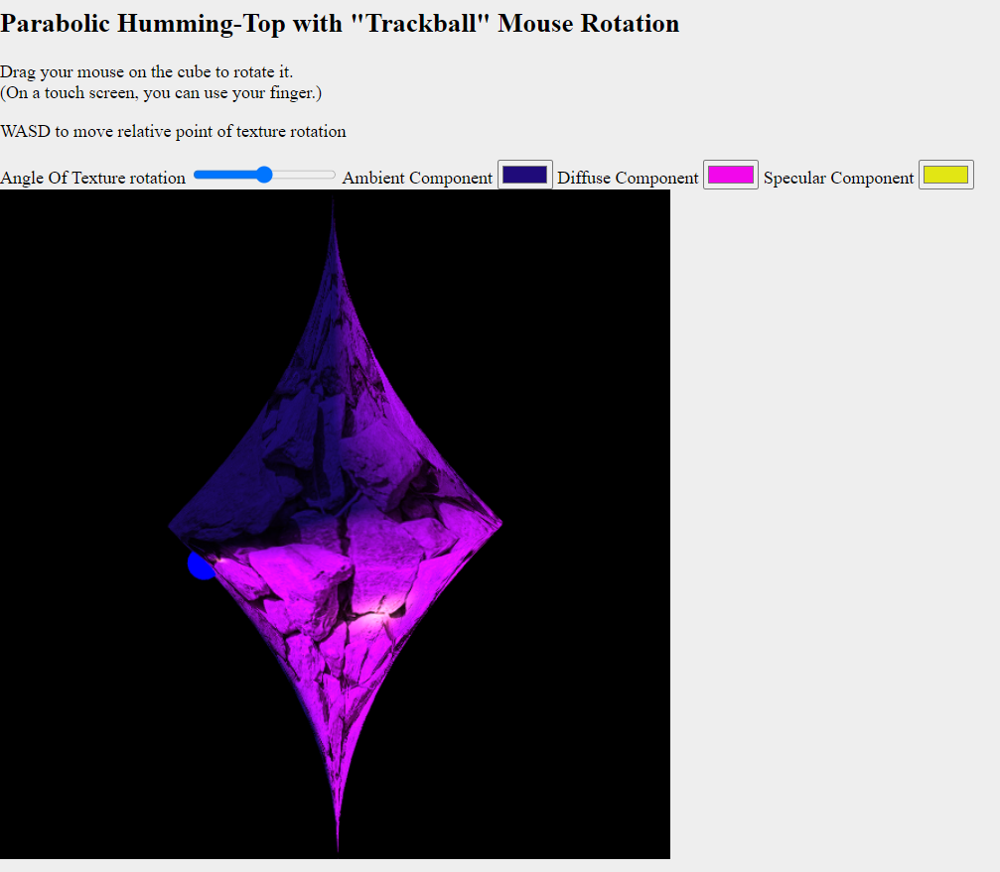 Parabolic Humming-Top with "Trackball" Mouse Rotation
Drag your mouse on the cube to rotate it.
(On a touch screen, you can use your finger.)
WASD to move relative point of texture rotation
Angle Of Texture rotation Ambient Component Diffuse Component Specular Component